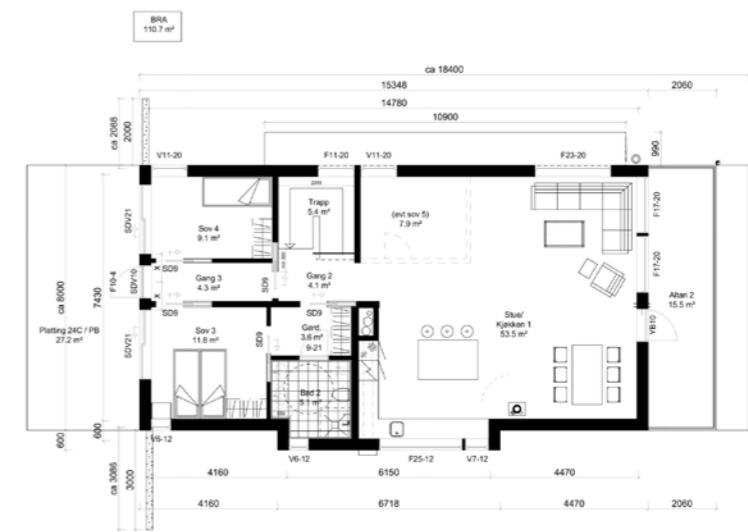 BRA
110.7 m²
ca 18400
15348
2060
14780
10900
ca 2088
2000
990
V11-20
F11-20
V11-20
F23-20
SDV21
Sov 4
9.1 m²
Trapp
5.4 m²
(evt sov 5)
7.9 m²
F17-20
F17-20
SD9
F10-4
SDV10
Gang 3
4.3 m²
SD9
Gang 2
4.1 m²
ca 8000
7430
Altan 2
15.5 m²
SD9
SD9
Platting 24C / PB
27.2 m²
SDV21
Sov 3
11.8 m²
SD9
Gard.
3.6 m²
9-21
Stue/
Kjøkken 1
53.5 m²
YB10
Bad 2
5.1 m²
600
600
V6-12
V6-12
F25-12
V7-12
ca 3086
3000
4160
6150
4470
4160
6718
4470
2060